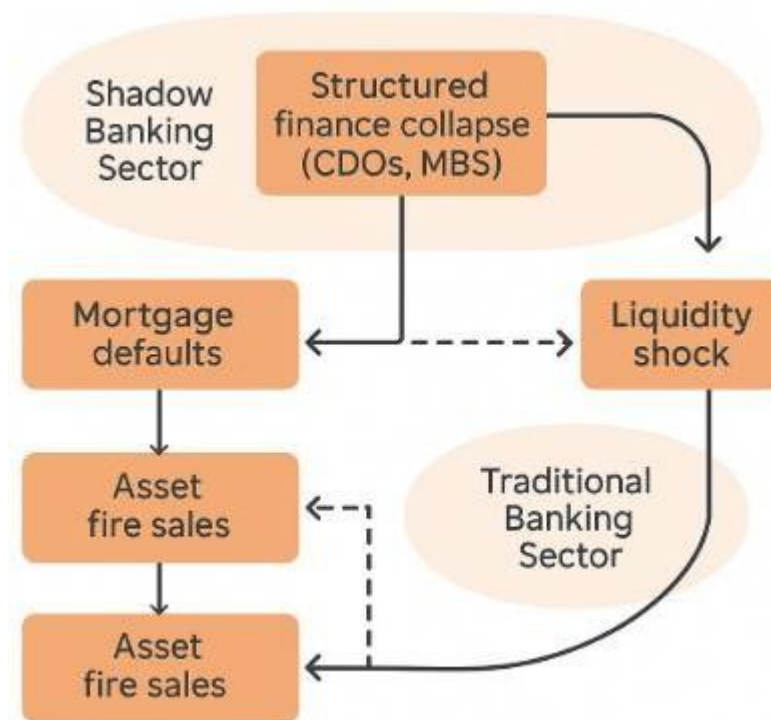 Shadow
Banking
Sector
Structured
finance collapse
(CDOs, MBS)
Mortgage
defaults
Liquidity
shock
Asset
fire sales
Traditional
Banking
Sector
Asset
fire sales